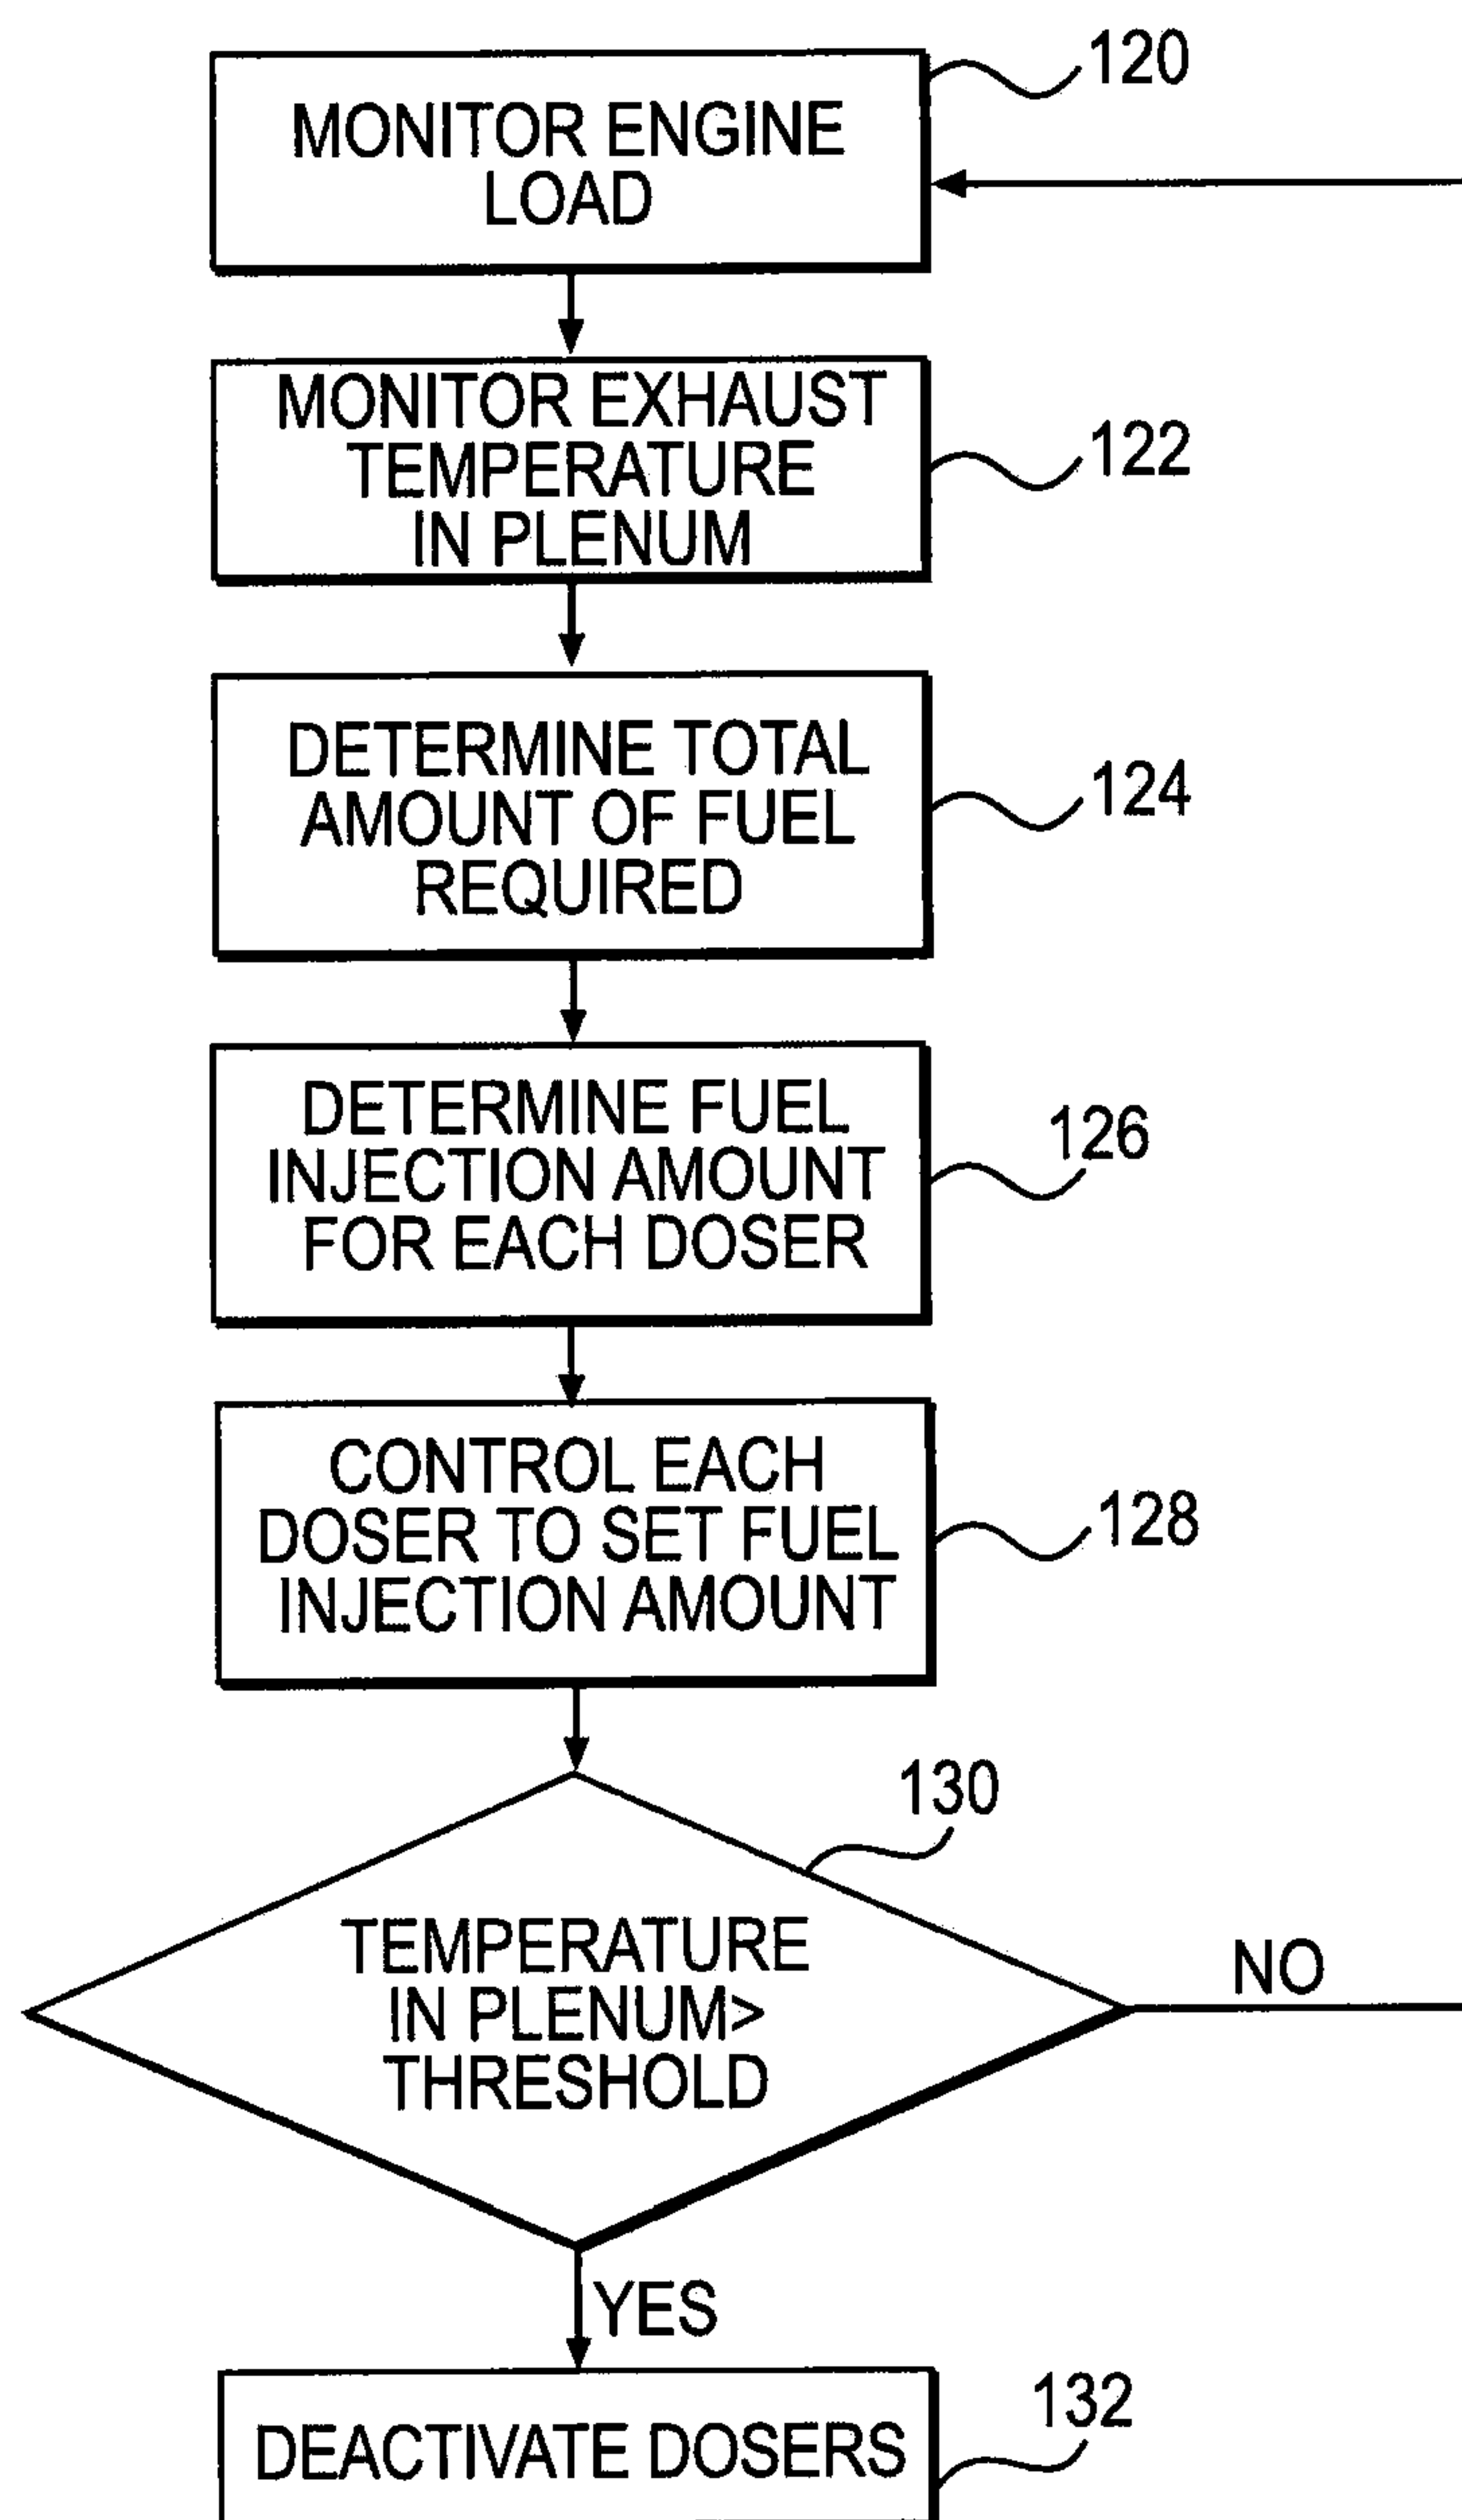 120
MONITOR ENGINE
LOAD
MONITOR EXHAUST
TEMPERATURE
IN PLENUM
122
DETERMINE TOTAL
AMOUNT OF FUEL
REQUIRED
124
DETERMINE FUEL
INJECTION AMOUNT
FOR EACH DOSER
126
CONTROL EACH
DOSER TO SET FUEL
INJECTION AMOUNT
128
130
TEMPERATURE
IN PLENUM>
THRESHOLD
NO
YES
132
DEACTIVATE DOSERS